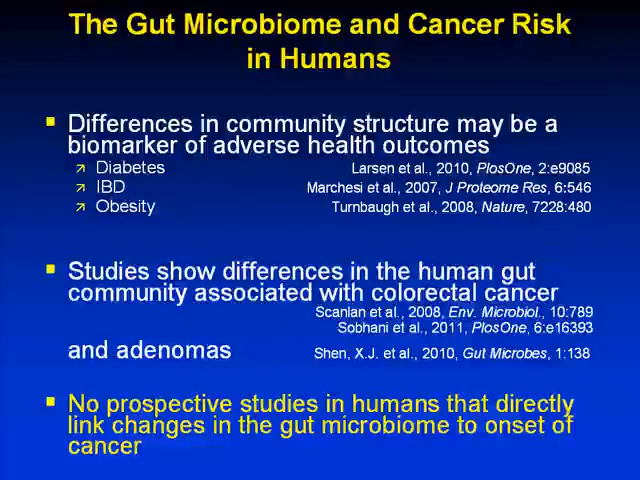 The Gut Microbiome and Cancer Risk
in Humans
Differences in community structure may be a
biomarker of adverse health outcomes
Diabetes Larsen et al., 2010, PlosOne, 2:e9085
IBD Marchesi et al., 2007, J Proteome Res, 6:546
Obesity Turnbaugh et al., 2008, Nature, 7228:480
Studies show differences in the human gut
community associated with colorectal cancer
Scanlan et al., 2008, Env. Microbiol., 10:789
Sobhani et al., 2011, PlosOne, 6:e16393
and adenomas Shen, X.J. et al., 2010, Gut Microbes, 1:138
No prospective studies in humans that directly
link changes in the gut microbiome to onset of
cancer